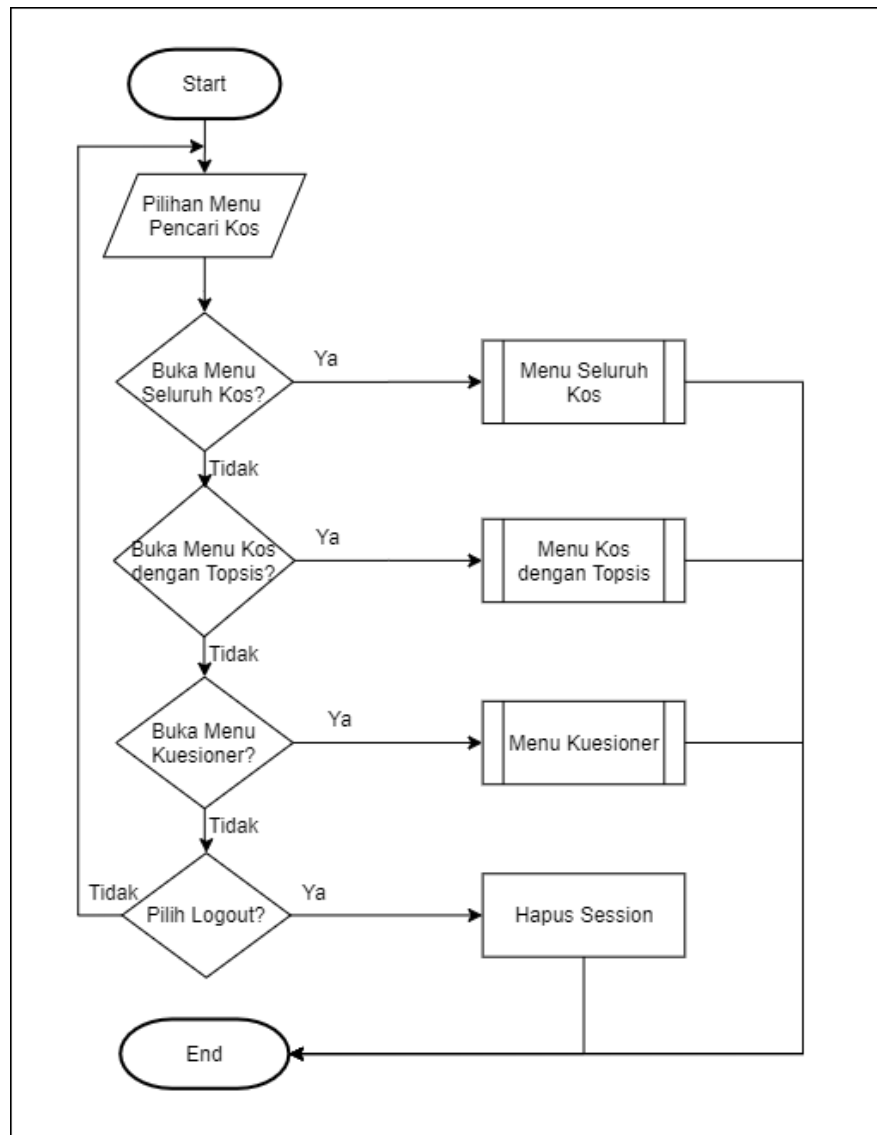 Start
Pilihan Menu
Pencari Kos
Buka Menu
Seluruh Kos?
Ya
Menu Seluruh
Kos
Tidak
Buka Menu Kos
dengan Topsis?
Ya
Menu Kos
dengan Topsis
Tidak
Buka Menu
Kuesioner?
Ya
Menu Kuesioner
Tidak
Tidak
Pilih Logout?
Ya
Hapus Session
End